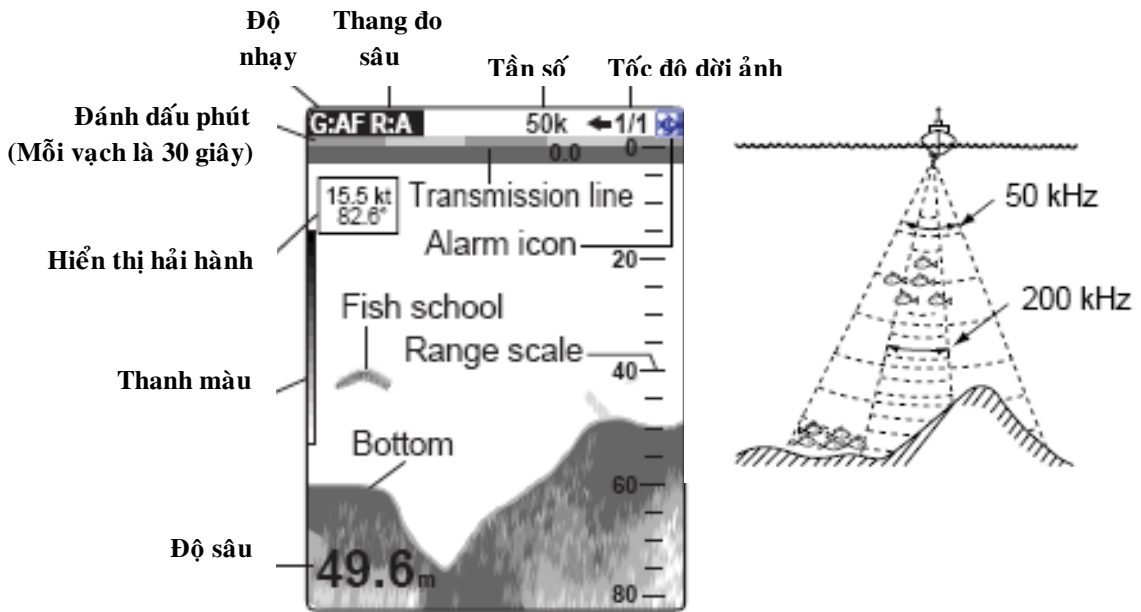 Độ nhạy
Thang đo sâu
Tần số
Tốc đô dời ảnh
Đánh dấu phút
(Mỗi vạch là 30 giây)
G:AF R:A 50k 1/1
0.0 0
15.5 kt
82.6°
Transmission line
Alarm icon
Hiển thị hải hành
20
Fish school
Range scale
40
Thanh màu
Bottom
60
Độ sâu
49.6m
80
50 kHz
200 kHz